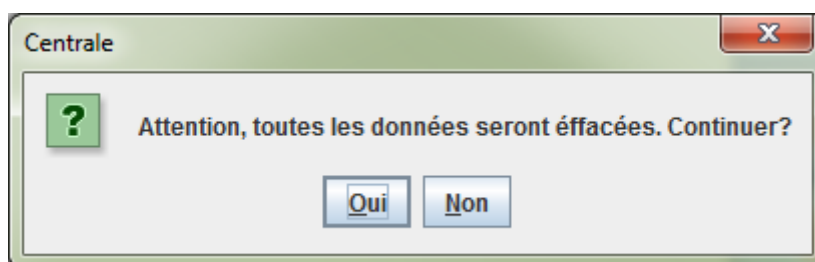 Centrale
Attention, toutes les données seront éffacées. Continuer?
Oui
Non